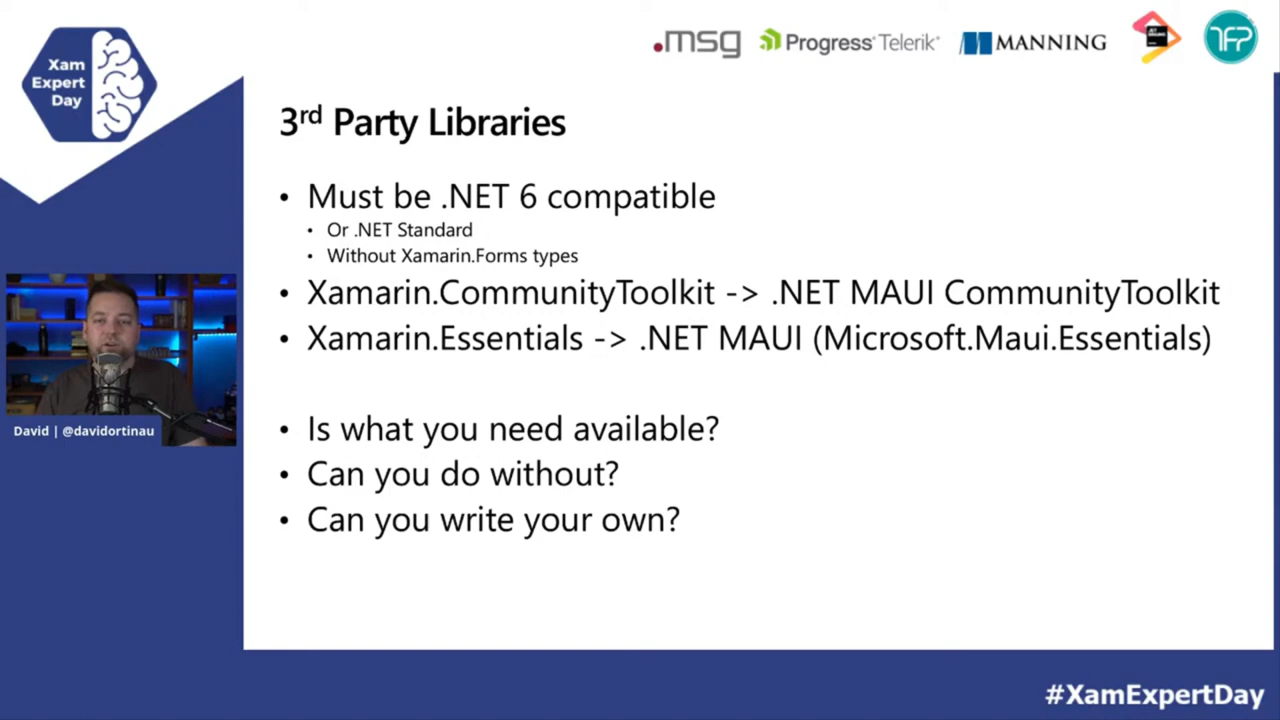 Xam
Expert
Day
.msg
Progress Telerik
MANNING
TFP
3rd Party Libraries
• Must be .NET 6 compatible
• Or .NET Standard
• Without Xamarin.Forms types
• Xamarin.CommunityToolkit -> .NET MAUI CommunityToolkit
• Xamarin.Essentials -> .NET MAUI (Microsoft.Maui.Essentials)
• Is what you need available?
• Can you do without?
• Can you write your own?
David | @davidortinau
#XamExpertDay